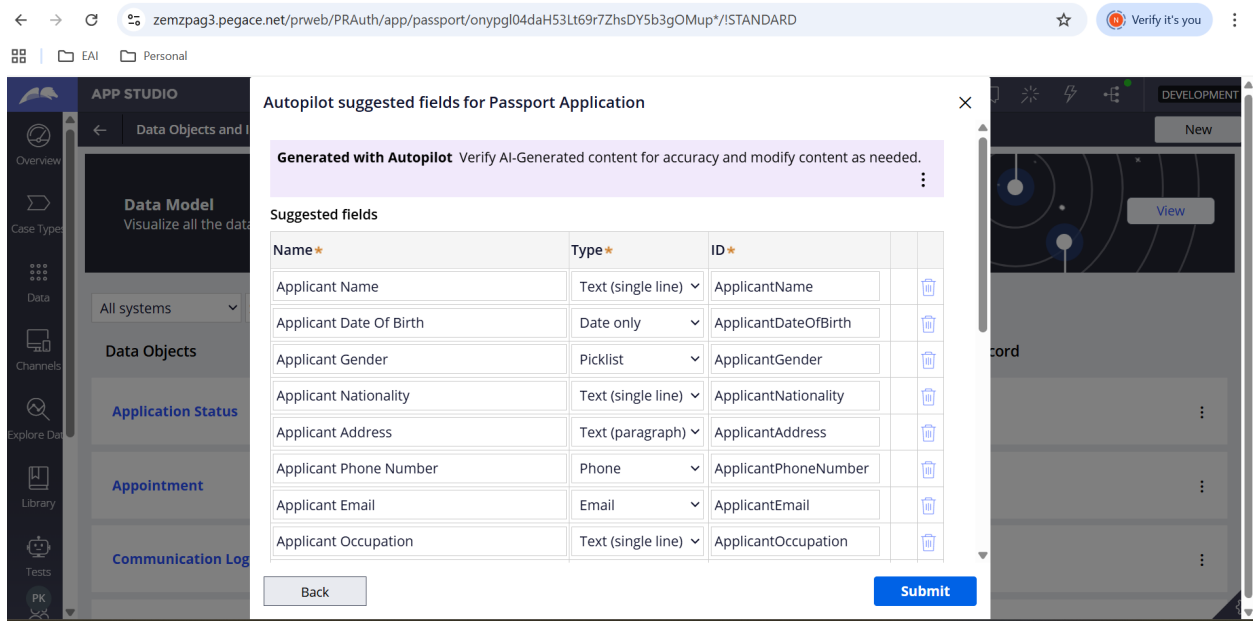 zemzpag3.pegace.net/prweb/PRAuth/app/passport/onypgl04daH53Lt69r7ZhsDY5b3gOMup*/!STANDARD
N Verify it's you
EAI Personal
APP STUDIO
DEVELOPMENT
Data Objects and I
New
Overview
Data Model
Visualize all the data
View
Case Types
Data
All systems
Data Objects
cord
Channels
Application Status
Explore Dat
Appointment
Library
Communication Log
Tests
PK
Autopilot suggested fields for Passport Application
Generated with Autopilot Verify AI-Generated content for accuracy and modify content as needed.
Suggested fields
Name* Type* ID*
Applicant Name Text (single line) ApplicantName
Applicant Date Of Birth Date only ApplicantDateOfBirth
Applicant Gender Picklist ApplicantGender
Applicant Nationality Text (single line) ApplicantNationality
Applicant Address Text (paragraph) ApplicantAddress
Applicant Phone Number Phone ApplicantPhoneNumber
Applicant Email Email ApplicantEmail
Applicant Occupation Text (single line) ApplicantOccupation
Back Submit